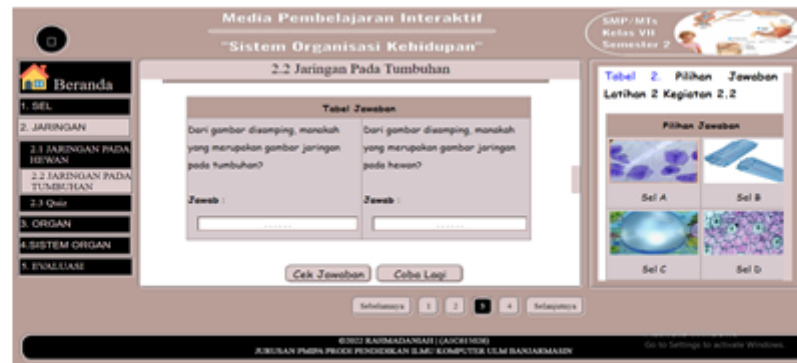 Media Pembelajaran Interaktif
"Sistem Organisasi Kehidupan"
SMP/MTs
Kelas VII
Semester 2
Beranda
1. SEL
2. JARINGAN
2.1 JARINGAN PADA
HEWAN
2.2 JARINGAN PADA
TUMBUHAN
2.3 Quiz
3. ORGAN
4.SISTEM ORGAN
5. EVALUASI
2.2 Jaringan Pada Tumbuhan
Tabel Jawaban
Dari gambar disamping, manakah
yang merupakan gambar jaringan
pada tumbuhan?
Jawab :
......
Dari gambar disamping, manakah
yang merupakan gambar jaringan
pada hewan?
Jawab :
......
Cek Jawaban
Coba Lagi
Tabel 2. Pilihan Jawaban
Latihan 2 Kegiatan 2.2
Pilihan Jawaban
Sel A
Sel B
Sel C
Sel D
Sebelumnya 1 2 3 4 Selanjutnya
©2022 RAHMADANIAH |
JURUSAN PMIPA PRODI PENDIDIKAN ILMU KOMPUTER ULM BANJARMASIN
Go to Settings to activate Windows.